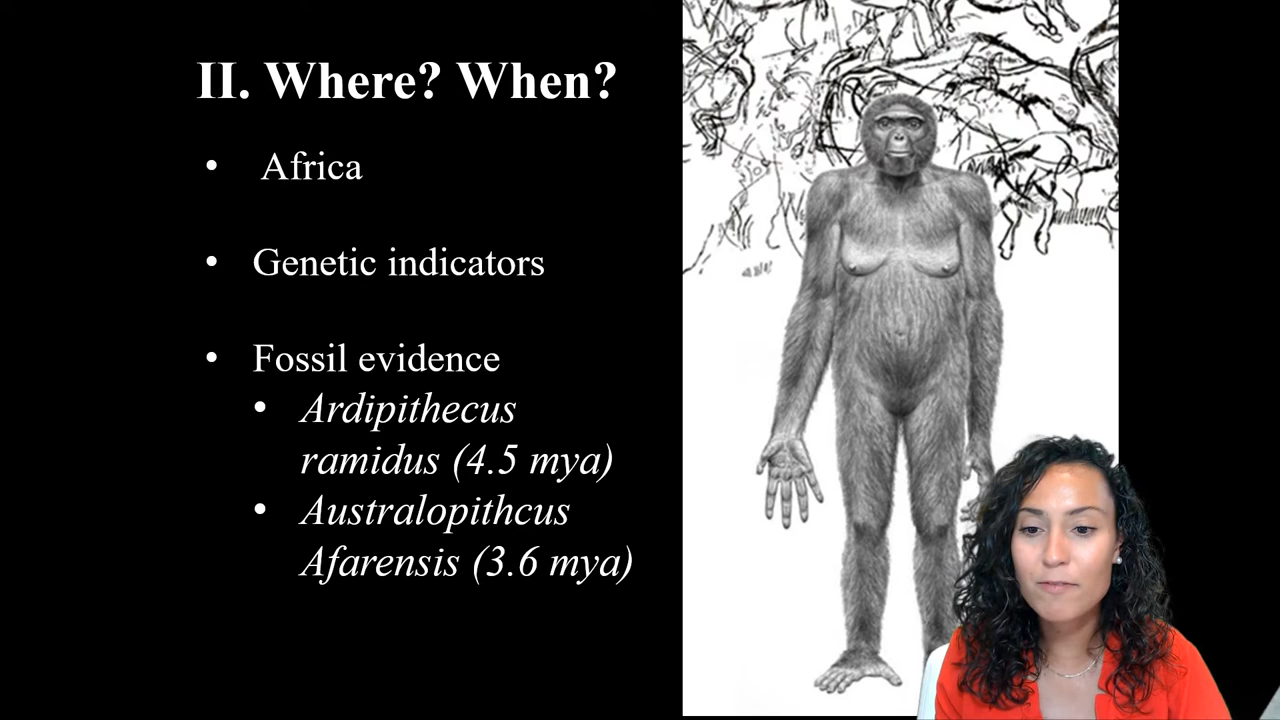 II. Where? When?
• Africa
• Genetic indicators
• Fossil evidence
• Ardipithecus
ramidus (4.5 mya)
• Australopithcus
Afarensis (3.6 mya)